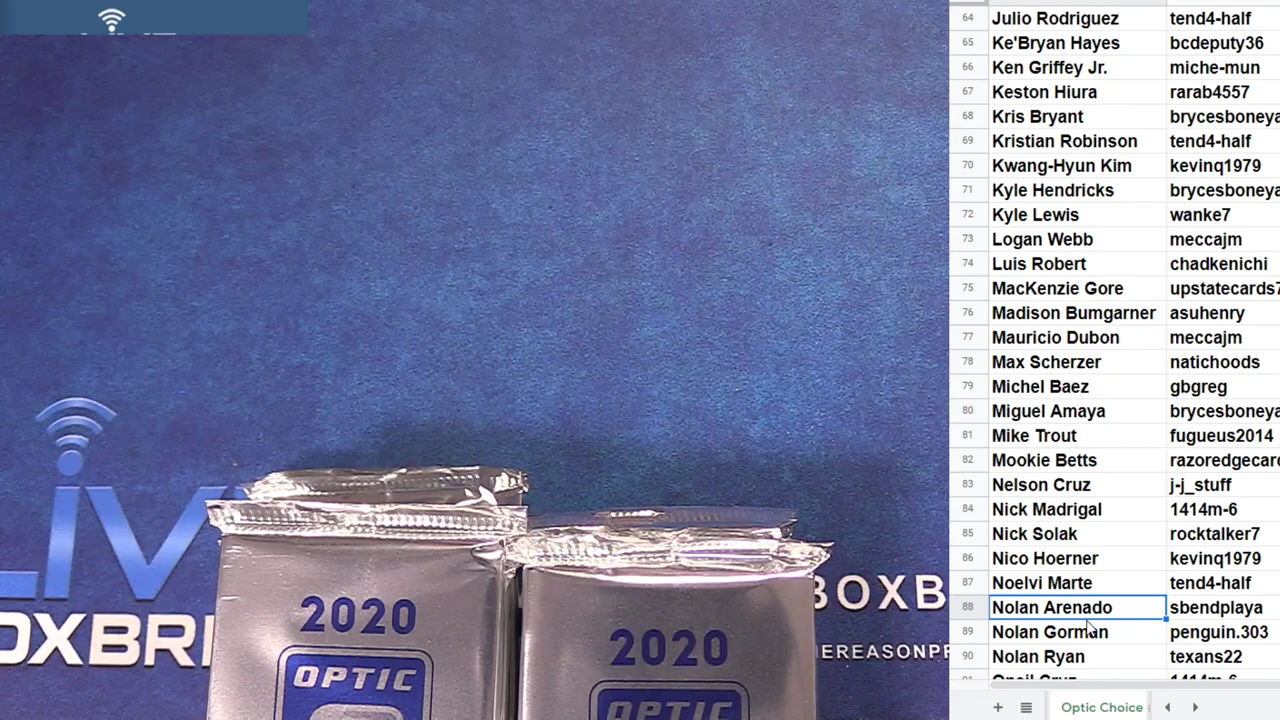 64 Julio Rodriguez tend4-half
65 Ke'Bryan Hayes bcdeputy36
66 Ken Griffey Jr. miche-mun
67 Keston Hiura rarab4557
68 Kris Bryant brycesboneya
69 Kristian Robinson tend4-half
70 Kwang-Hyun Kim kevinq1979
71 Kyle Hendricks brycesboneya
72 Kyle Lewis wanke7
73 Logan Webb meccajm
74 Luis Robert chadkenichi
75 MacKenzie Gore upstatecards7
76 Madison Bumgarner asuhenry
77 Mauricio Dubon meccajm
78 Max Scherzer natichoods
79 Michel Baez gbgreg
80 Miguel Amaya brycesboneya
81 Mike Trout fugueus2014
82 Mookie Betts razoredgecard
83 Nelson Cruz j-j_stuff
84 Nick Madrigal 1414m-6
85 Nick Solak rocktalker7
86 Nico Hoerner kevinq1979
87 Noelvi Marte tend4-half
88 Nolan Arenado sbendplaya
89 Nolan Gorman penguin.303
90 Nolan Ryan texans22
Optic Choice
LIV
OXBR
BOXB
EREASONPR
2020
OPTIC
2020
OPTIC